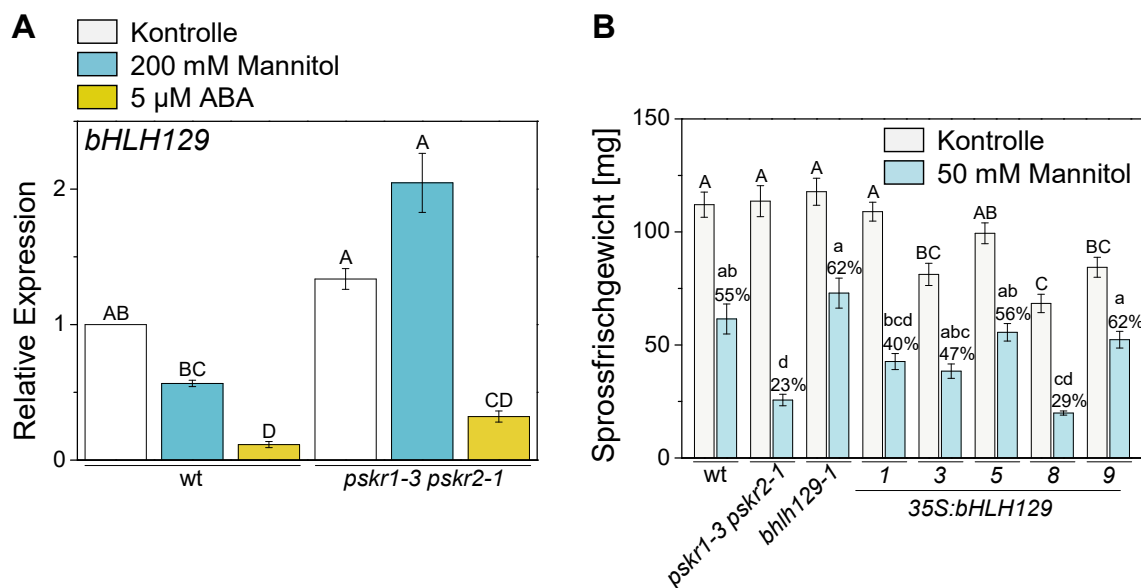 A
Kontrolle
200 mM Mannitol
5 µM ABA
bHLH129
Relative Expression
2
1
0
AB
BC
D
A
A
CD
wt
pskr1-3 pskr2-1
B
Kontrolle
50 mM Mannitol
Sprossfrischgewicht [mg]
150
100
50
0
A
ab
55%
A
d
23%
A
a
62%
A
bcd
40%
BC
abc
47%
AB
ab
56%
C
cd
29%
BC
a
62%
wt
pskr1-3 pskr2-1
bhlh129-1
1 3 5 8 9
35S:bHLH129